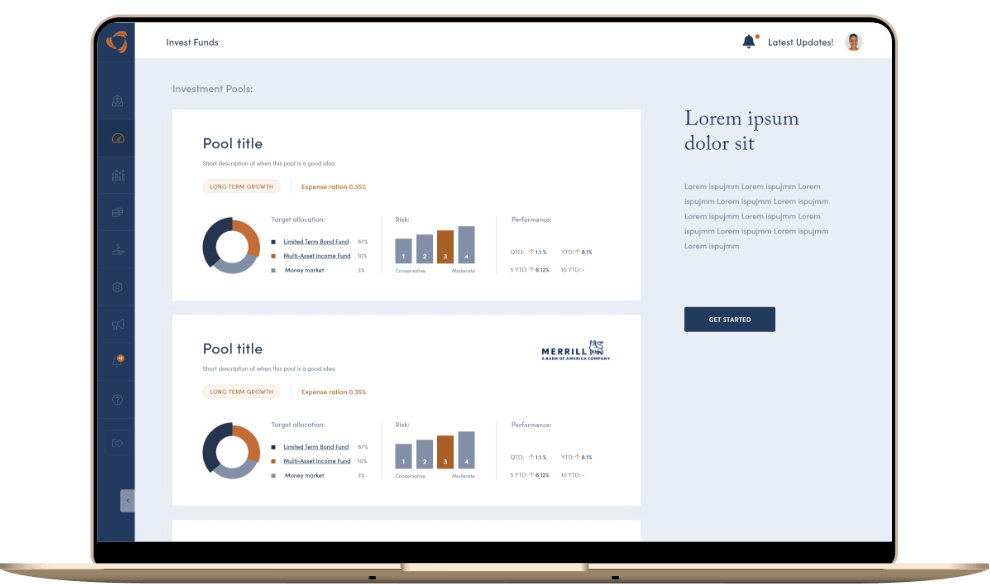 Invest Funds
Latest Updates!
Investment Pools:
Pool title
Short description of when this pool is a good idea
LONG TERM GROWTH
Expense ration 0.35%
Target allocation:
Limited Term Bond Fund 87%
Multi-Asset Income Fund 10%
Money market 3%
Risk:
1 2 3 4
Conservative Moderate
Performance:
QTD: ↑ 1.1.% YTD: ↑ 8.1%
5 YTD: ↑ 6.12% 10 YTD: -
Pool title
Short description of when this pool is a good idea
MERRILL
A BANK OF AMERICA COMPANY
LONG TERM GROWTH
Expense ration 0.35%
Target allocation:
Limited Term Bond Fund 87%
Multi-Asset Income Fund 10%
Money market 3%
Risk:
1 2 3 4
Conservative Moderate
Performance:
QTD: ↑ 1.1.% YTD: ↑ 8.1%
5 YTD: ↑ 6.12% 10 YTD: -
Lorem ipsum
dolor sit
Lorem ispujmm Lorem ispujmm Lorem
ispujmm Lorem ispujmm Lorem ispujmm
Lorem ispujmm Lorem ispujmm Lorem
ispujmm Lorem ispujmm Lorem ispujmm
Lorem ispujmm
GET STARTED